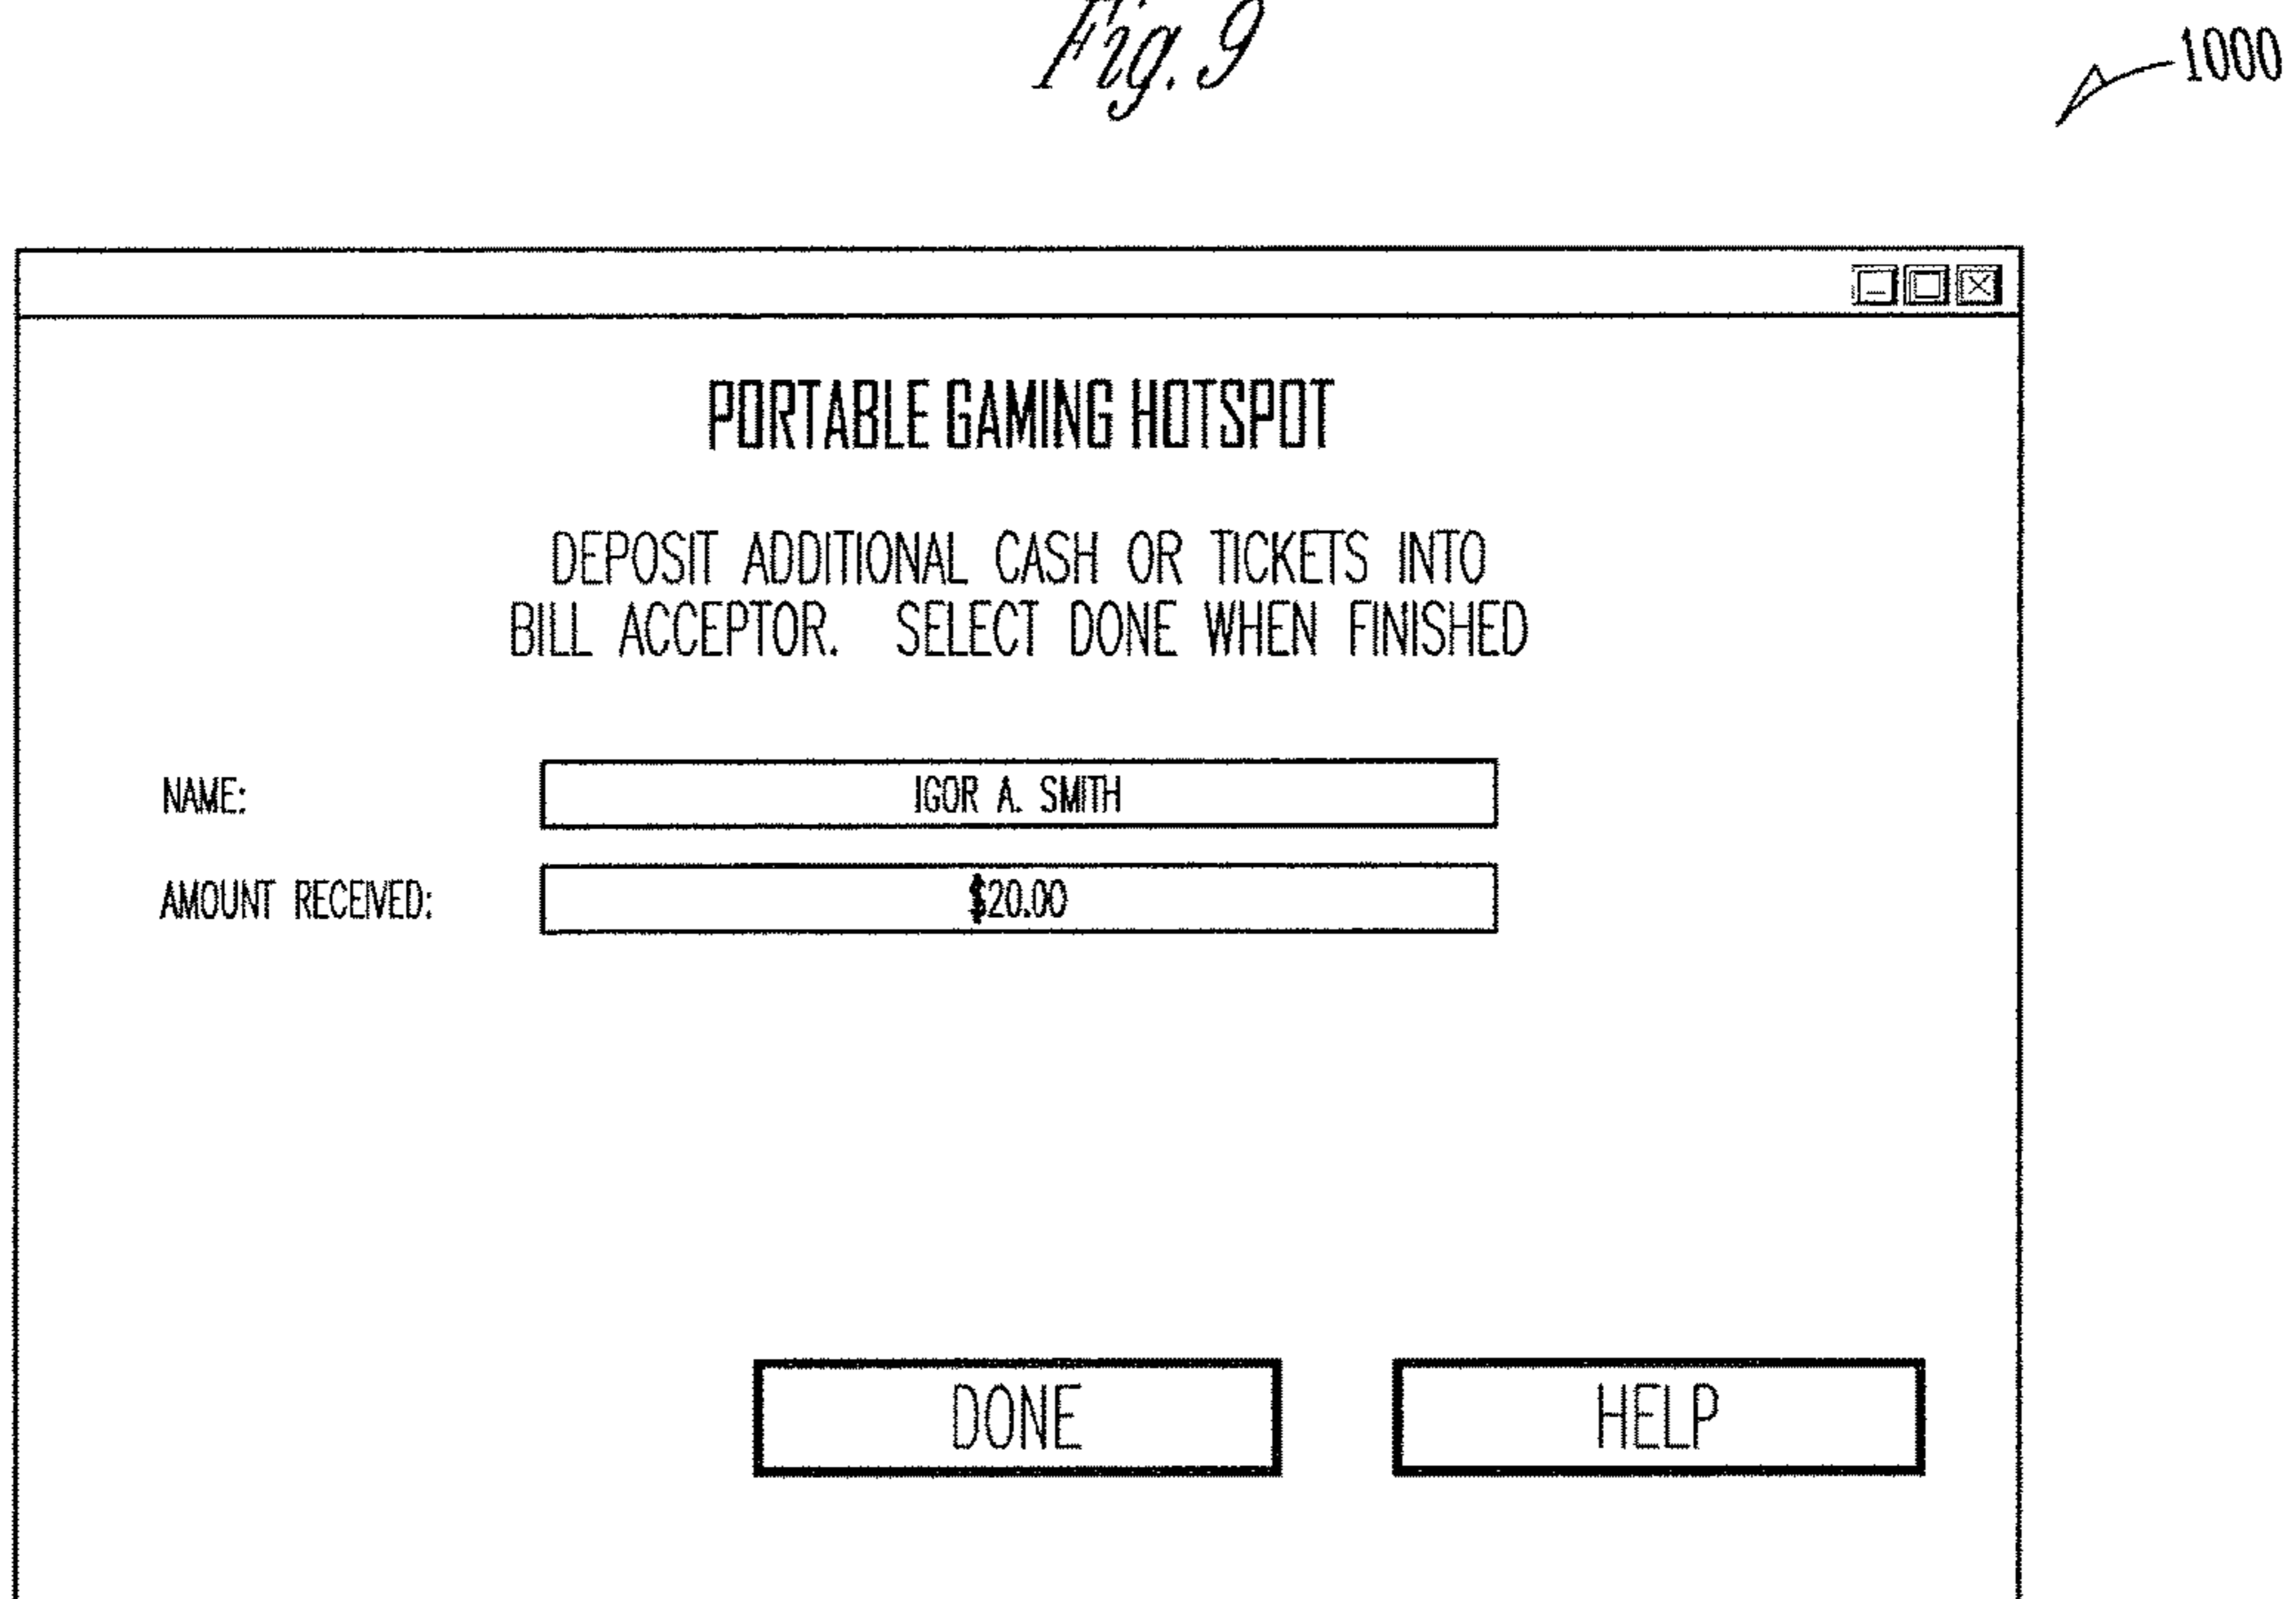 Fig. 9
1000
PORTABLE GAMING HOTSPOT
DEPOSIT ADDITIONAL CASH OR TICKETS INTO
BILL ACCEPTOR. SELECT DONE WHEN FINISHED
NAME: IGOR A. SMITH
AMOUNT RECEIVED: $20.00
DONE HELP